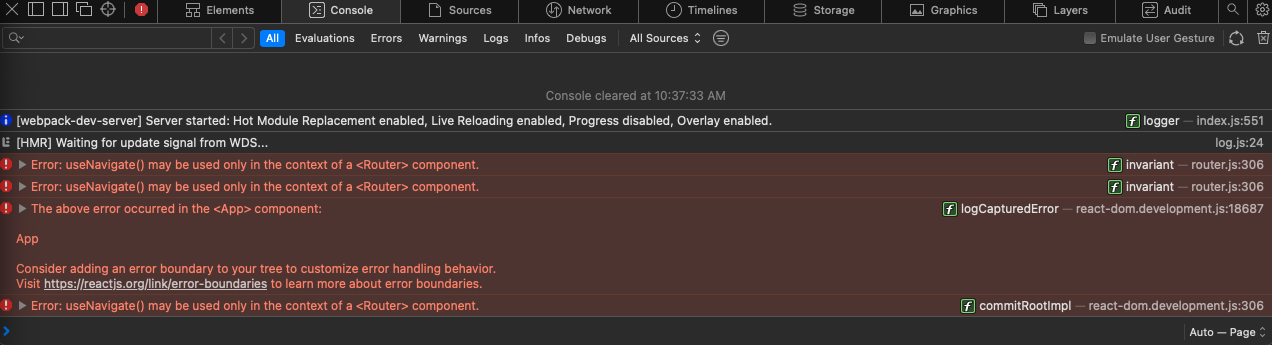 Elements Console Sources Network Timelines Storage Graphics Layers Audit
All Evaluations Errors Warnings Logs Infos Debugs All Sources Emulate User Gesture
Console cleared at 10:37:33 AM
[webpack-dev-server] Server started: Hot Module Replacement enabled, Live Reloading enabled, Progress disabled, Overlay enabled. f logger — index.js:551
[HMR] Waiting for update signal from WDS... log.js:24
Error: useNavigate() may be used only in the context of a <Router> component. f invariant — router.js:306
Error: useNavigate() may be used only in the context of a <Router> component. f invariant — router.js:306
The above error occurred in the <App> component: f logCapturedError — react-dom.development.js:18687
App
Consider adding an error boundary to your tree to customize error handling behavior.
Visit https://reactjs.org/link/error-boundaries to learn more about error boundaries.
Error: useNavigate() may be used only in the context of a <Router> component. f commitRootImpl — react-dom.development.js:306
Auto — Page